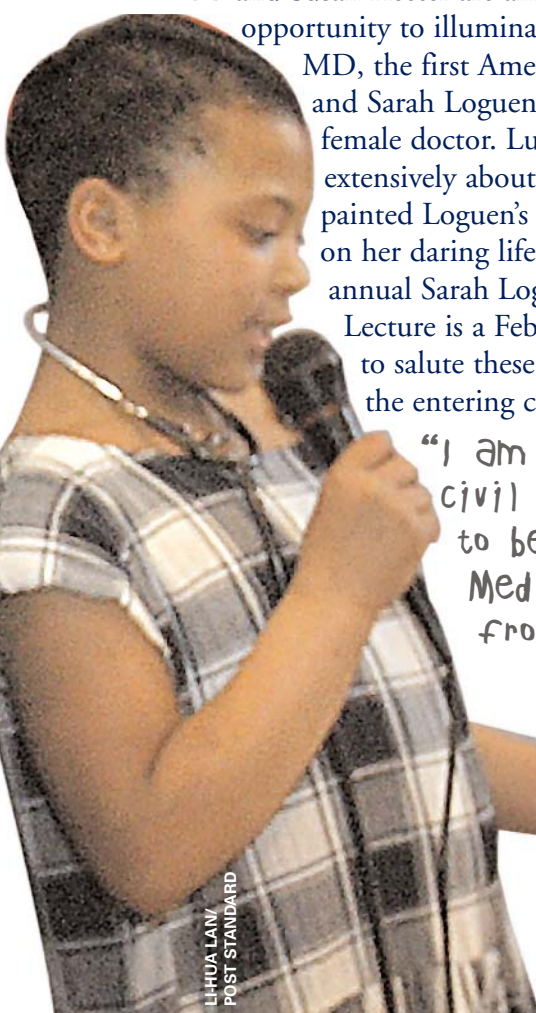 opportunity to illumina
MD, the first Ame
and Sarah Loguen
female doctor. Lu
extensively about
painted Loguen's
on her daring life
annual Sarah Log
Lecture is a Feb
to salute these
the entering c
“I am
civil
to be
Med
fro
LI-HUA LAN/
POST STANDARD